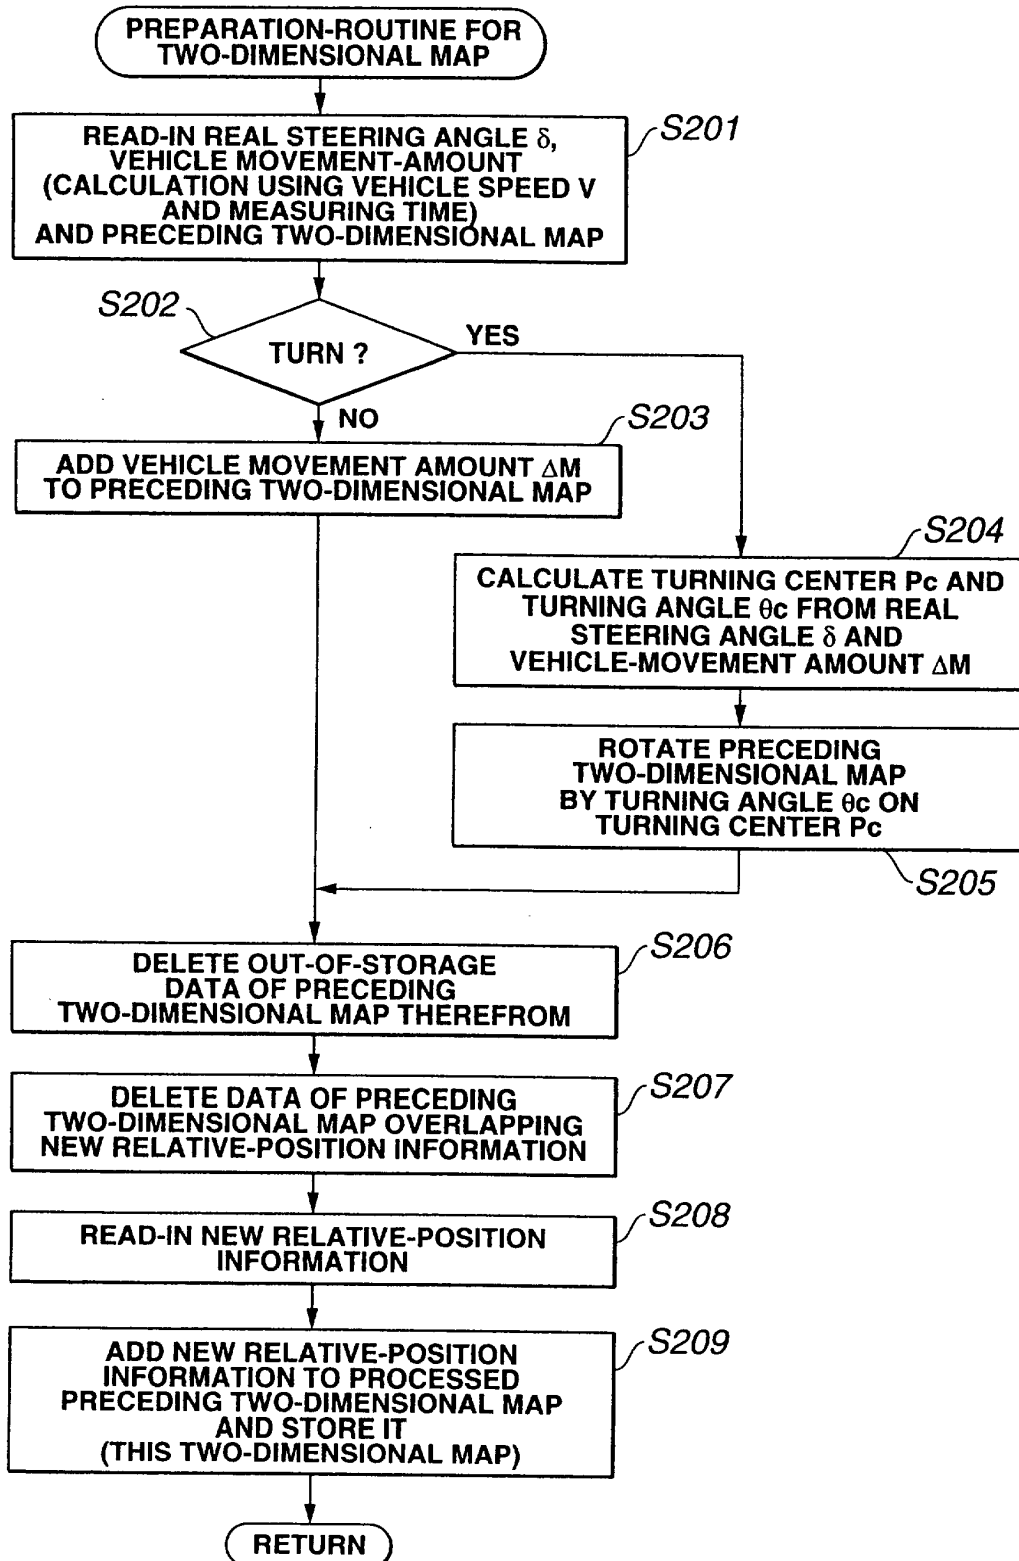 PREPARATION-ROUTINE FOR
TWO-DIMENSIONAL MAP
READ-IN REAL STEERING ANGLE δ,
VEHICLE MOVEMENT-AMOUNT
(CALCULATION USING VEHICLE SPEED V
AND MEASURING TIME)
AND PRECEDING TWO-DIMENSIONAL MAP
S201
S202
TURN ?
YES
NO
S203
ADD VEHICLE MOVEMENT AMOUNT ΔM
TO PRECEDING TWO-DIMENSIONAL MAP
S204
CALCULATE TURNING CENTER Pc AND
TURNING ANGLE θc FROM REAL
STEERING ANGLE δ AND
VEHICLE-MOVEMENT AMOUNT ΔM
ROTATE PRECEDING
TWO-DIMENSIONAL MAP
BY TURNING ANGLE θc ON
TURNING CENTER Pc
S205
S206
DELETE OUT-OF-STORAGE
DATA OF PRECEDING
TWO-DIMENSIONAL MAP THEREFROM
S207
DELETE DATA OF PRECEDING
TWO-DIMENSIONAL MAP OVERLAPPING
NEW RELATIVE-POSITION INFORMATION
S208
READ-IN NEW RELATIVE-POSITION
INFORMATION
S209
ADD NEW RELATIVE-POSITION
INFORMATION TO PROCESSED
PRECEDING TWO-DIMENSIONAL MAP
AND STORE IT
(THIS TWO-DIMENSIONAL MAP)
RETURN